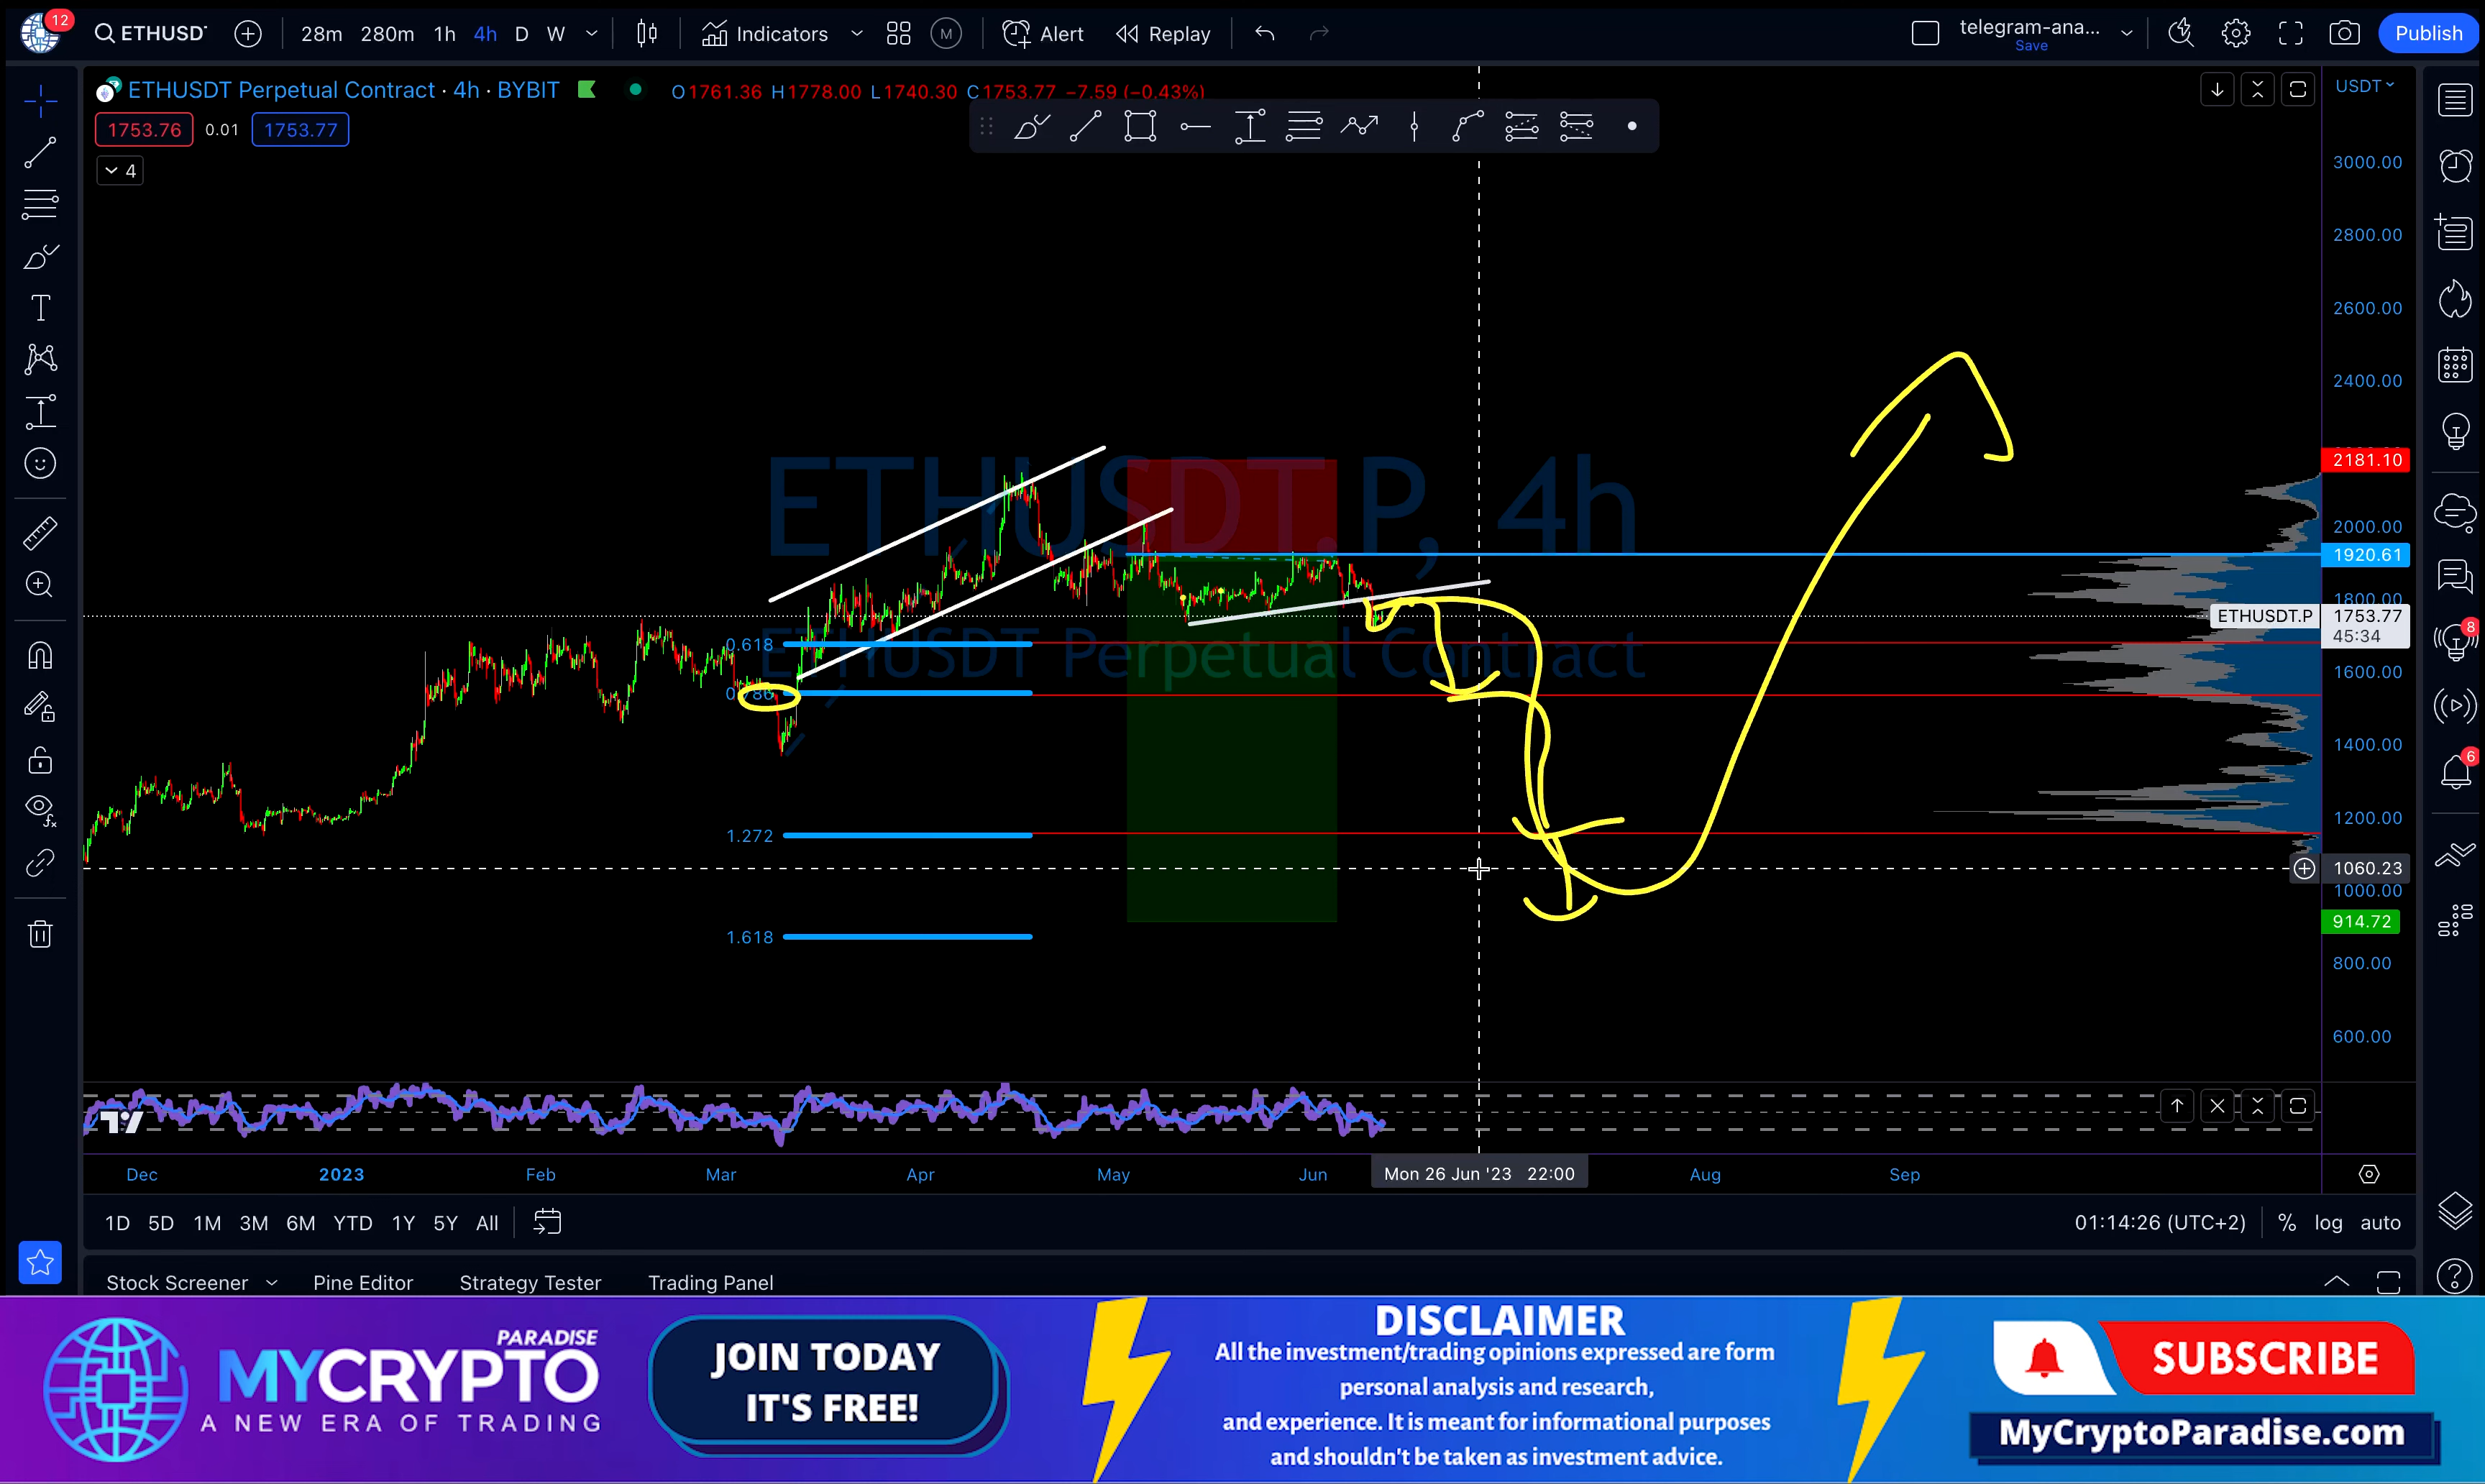 12
ETHUSD
28m 280m 1h 4h D W
Indicators
M
Alert
Replay
telegram-ana...
Save
Publish
ETHUSDT Perpetual Contract · 4h · BYBIT
O1761.36 H1778.00 L1740.30 C1753.77 −7.59 (−0.43%)
USDT
1753.76 0.01 1753.77
4
3000.00
2800.00
2600.00
2400.00
2181.10
2000.00
1920.61
1800.00
ETHUSDT.P 1753.77
45:34
1600.00
1400.00
1200.00
1060.23
1000.00
914.72
800.00
600.00
ETHUSDT.P, 4h
ETHUSDT Perpetual Contract
0.618
0.786
1.272
1.618
8
6
Dec 2023 Feb Mar Apr May Jun Mon 26 Jun '23 22:00 Aug Sep
1D 5D 1M 3M 6M YTD 1Y 5Y All
01:14:26 (UTC+2) % log auto
Stock Screener Pine Editor Strategy Tester Trading Panel
PARADISE
MYCRYPTO
A NEW ERA OF TRADING
JOIN TODAY
IT'S FREE!
DISCLAIMER
All the investment/trading opinions expressed are form
personal analysis and research,
and experience. It is meant for informational purposes
and shouldn't be taken as investment advice.
SUBSCRIBE
MyCryptoParadise.com